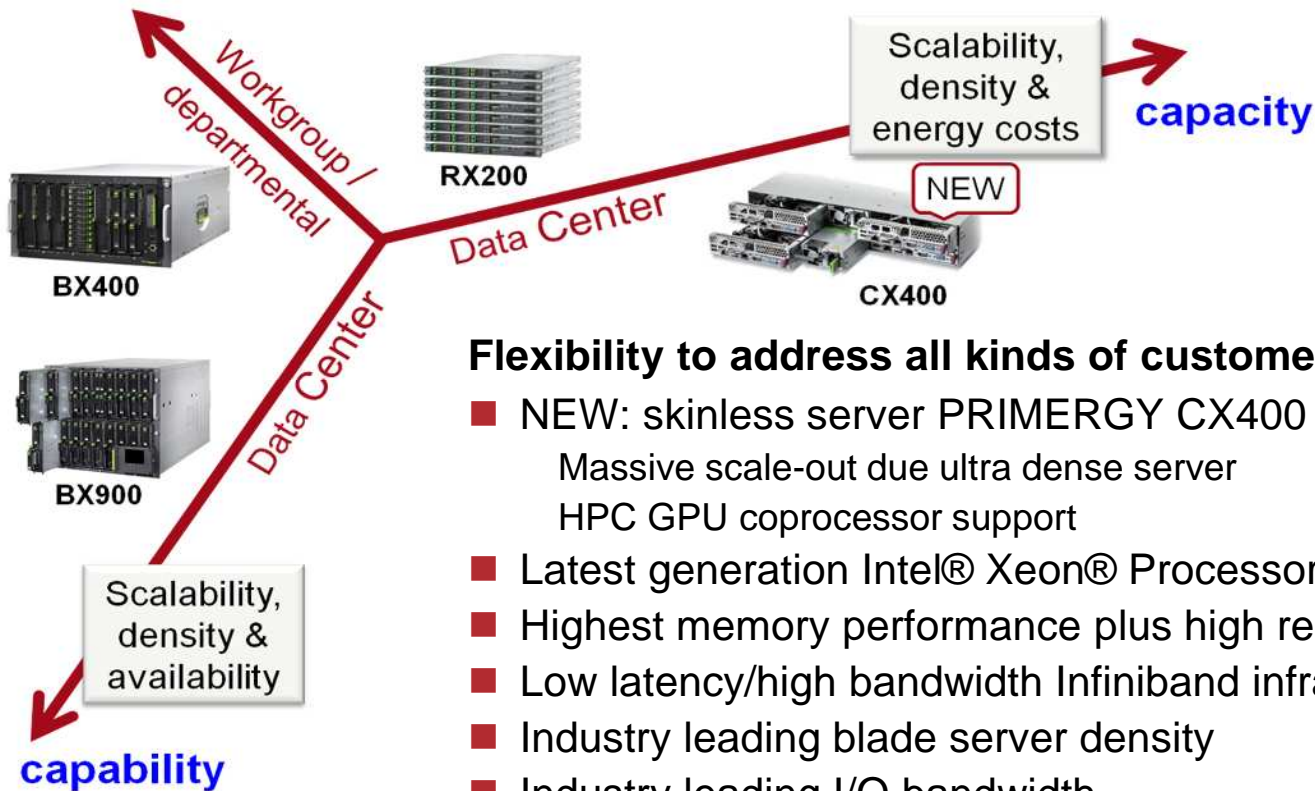 Workgroup /
departmental
RX200
Scalability,
density &
energy costs
capacity
NEW
Data Center
CX400
BX400
BX900
Data Center
Scalability,
density &
availability
capability
Flexibility to address all kinds of custome
NEW: skinless server PRIMERGY CX400
Massive scale-out due ultra dense server
HPC GPU coprocessor support
Latest generation Intel® Xeon® Processor
Highest memory performance plus high re
Low latency/high bandwidth Infiniband infra
Industry leading blade server density
Industry leading I/O bandwidth